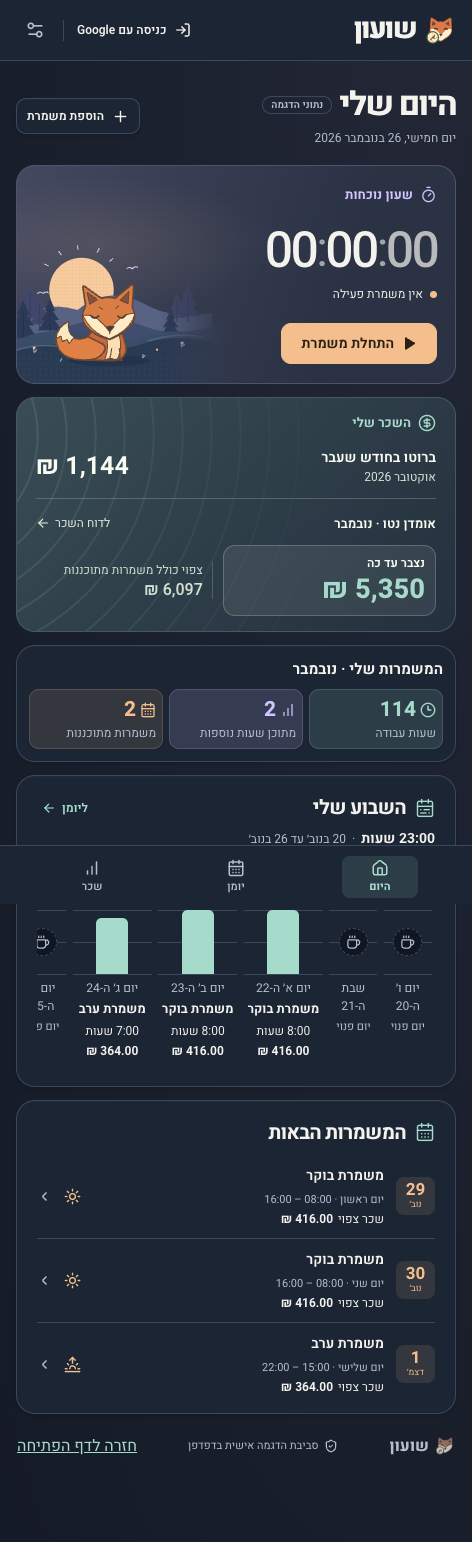 שועון
כניסה עם Google
היום שלי
נתוני הדגמה
יום חמישי, 26 בנובמבר 2026
הוספת משמרת
שעון נוכחות
00:00:00
אין משמרת פעילה
התחלת משמרת
השכר שלי
ברוטו בחודש שעבר
אוקטובר 2026
1,144 ₪
אומדן נטו · נובמבר
לדוח השכר
נצבר עד כה
5,350 ₪
צפוי כולל משמרות מתוכננות
6,097 ₪
המשמרות שלי · נובמבר
114
שעות עבודה
2
מתוכן שעות נוספות
2
משמרות מתוכננות
השבוע שלי
ליומן
23:00 שעות · 20 בנוב׳ עד 26 בנוב׳
היום
יומן
שכר
יום ו׳
ה-20
יום פנוי
שבת
ה-21
יום פנוי
יום א׳ ה-22
משמרת בוקר
8:00 שעות
416.00 ₪
יום ב׳ ה-23
משמרת בוקר
8:00 שעות
416.00 ₪
יום ג׳ ה-24
משמרת ערב
7:00 שעות
364.00 ₪
יום
המשמרות הבאות
29
נוב׳
משמרת בוקר
יום ראשון · 08:00 – 16:00
שכר צפוי 416.00 ₪
30
נוב׳
משמרת בוקר
יום שני · 08:00 – 16:00
שכר צפוי 416.00 ₪
1
דצמ׳
משמרת ערב
יום שלישי · 15:00 – 22:00
שכר צפוי 364.00 ₪
שועון
סביבת הדגמה אישית בדפדפן
חזרה לדף הפתיחה